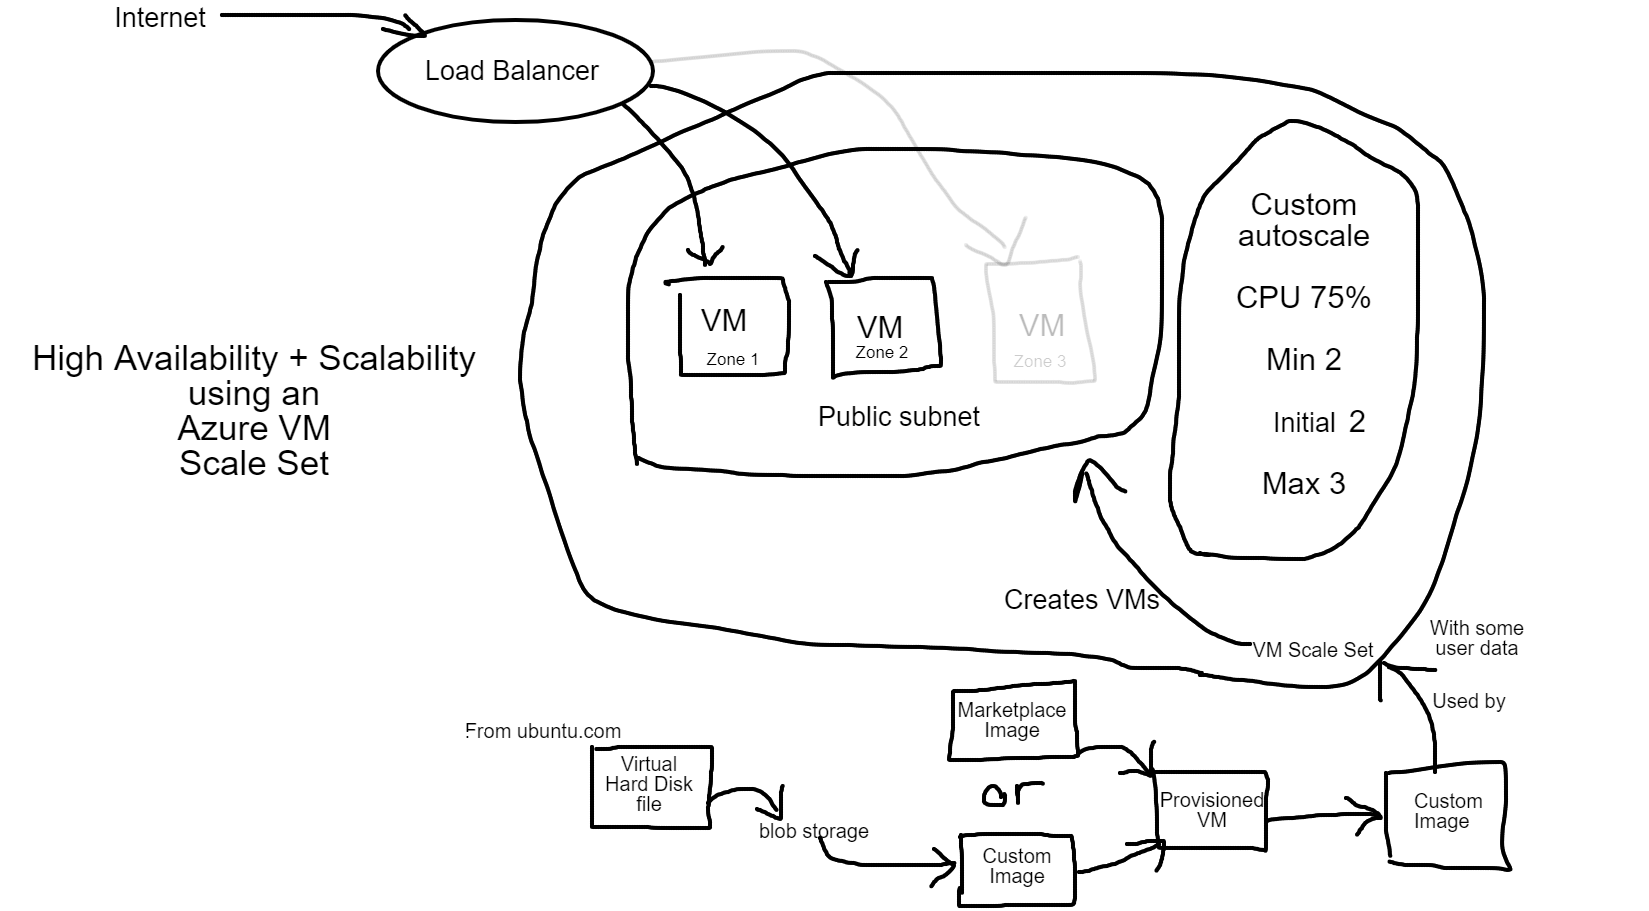 Internet
Load Balancer
Custom
autoscale
CPU 75%
Min 2
Initial 2
Max 3
VM
Zone 1
VM
Zone 2
VM
Zone 3
Public subnet
High Availability + Scalability
using an
Azure VM
Scale Set
Creates VMs
VM Scale Set
With some
user data
Used by
From ubuntu.com
Virtual
Hard Disk
file
blob storage
Marketplace
Image
or
Custom
Image
Provisioned
VM
Custom
Image